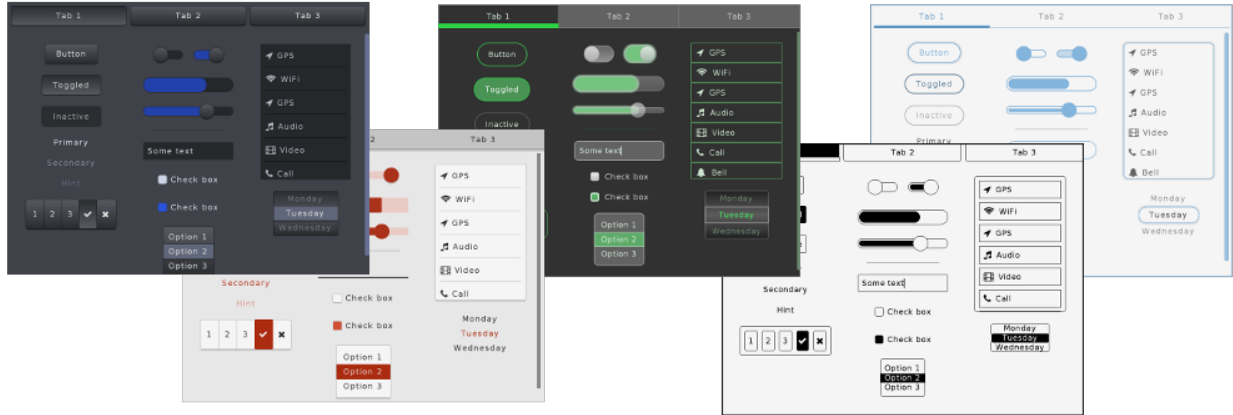 Tab 1
Tab 2
Tab 3
Button
Toggled
Inactive
Primary
Secondary
Hint
1 2 3
GPS
WiFi
GPS
Audio
Video
Call
Some text
Check box
Check box
Option 1
Option 2
Option 3
Monday
Tuesday
Wednesday
2
Tab 3
GPS
WiFi
GPS
Audio
Video
Call
Secondary
Hint
1 2 3
Check box
Check box
Option 1
Option 2
Option 3
Monday
Tuesday
Wednesday
Tab 1
Tab 2
Tab 3
Button
Toggled
Inactive
GPS
WiFi
GPS
Audio
Video
Call
Bell
Some text
Check box
Check box
Option 1
Option 2
Option 3
Monday
Tuesday
Wednesday
Tab 2
Tab 3
GPS
WiFi
GPS
Audio
Video
Call
Secondary
Hint
1 2 3
Some text
Check box
Check box
Option 1
Option 2
Option 3
Monday
Tuesday
Wednesday
Tab 1
Tab 2
Tab 3
Button
Toggled
Inactive
Primary
GPS
WiFi
GPS
Audio
Video
Call
Bell
Monday
Tuesday
Wednesday